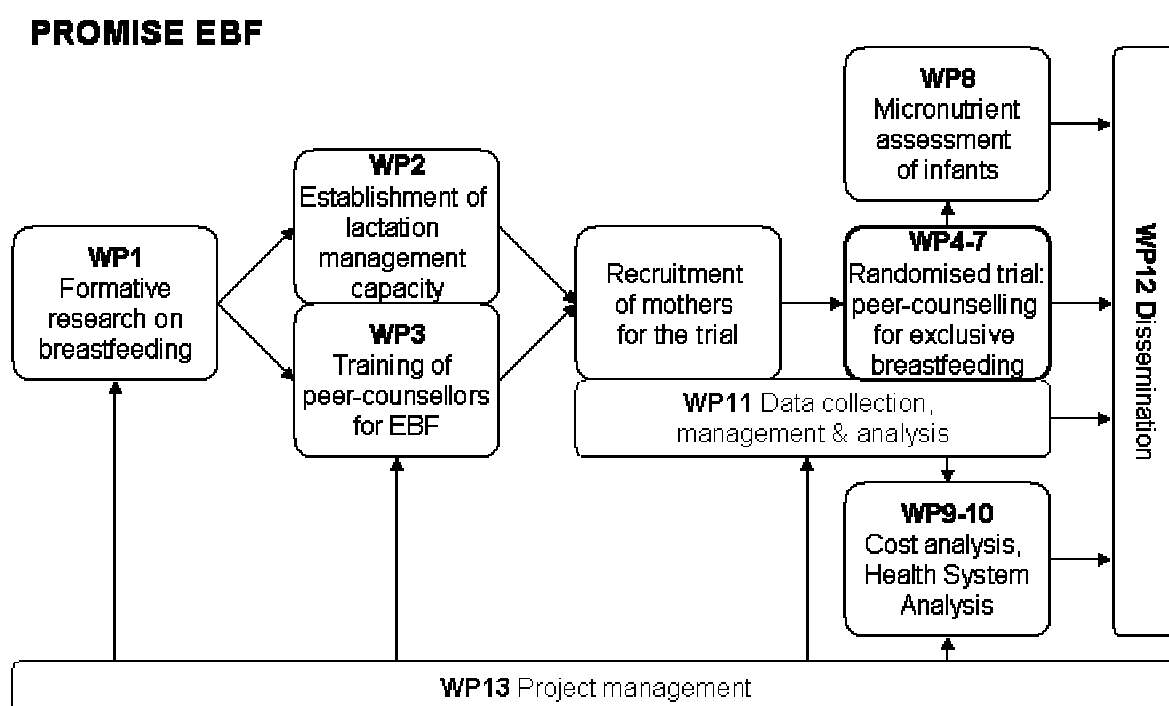 PROMISE EBF
WP1
Formative
research on
breastfeeding
WP2
Establishment of
lactation
management
capacity
WP3
Training of
peer-counsellors
for EBF
Recruitment
of mothers
for the trial
WP8
Micronutrient
assessment
of infants
WP4-7
Randomised trial:
peer-counselling
for exclusive
breastfeeding
WP11 Data collection,
management & analysis
WP9-10
Cost analysis,
Health System
Analysis
WP12 Dissemination
WP13 Project management